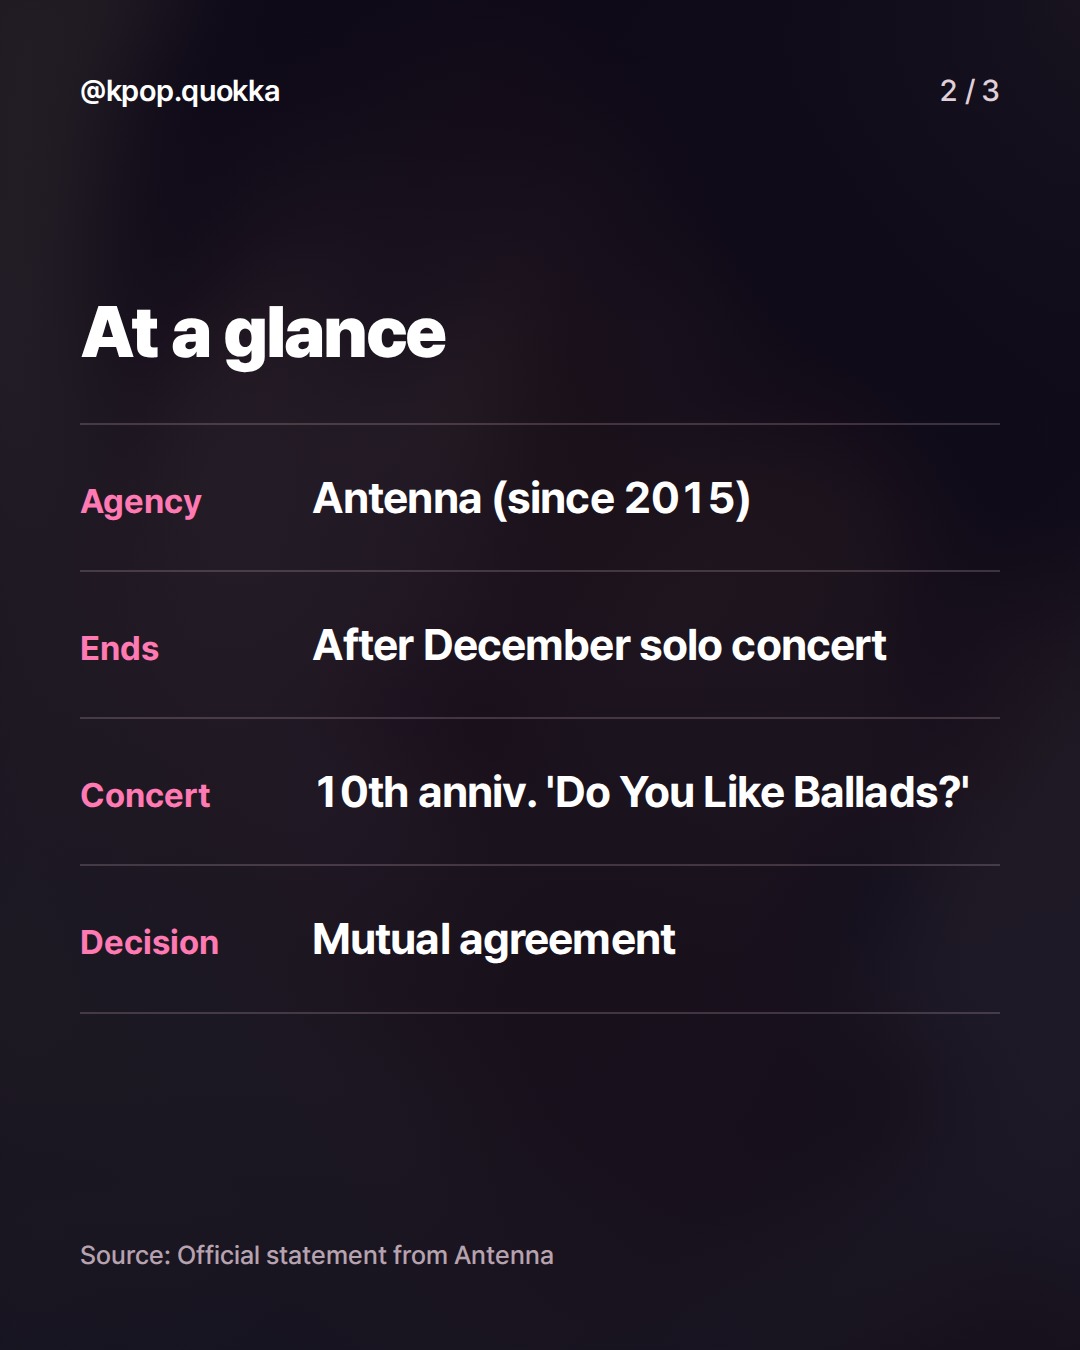 @kpop.quokka
2 / 3
At a glance
Agency
Antenna (since 2015)
Ends
After December solo concert
Concert
10th anniv. 'Do You Like Ballads?'
Decision
Mutual agreement
Source: Official statement from Antenna